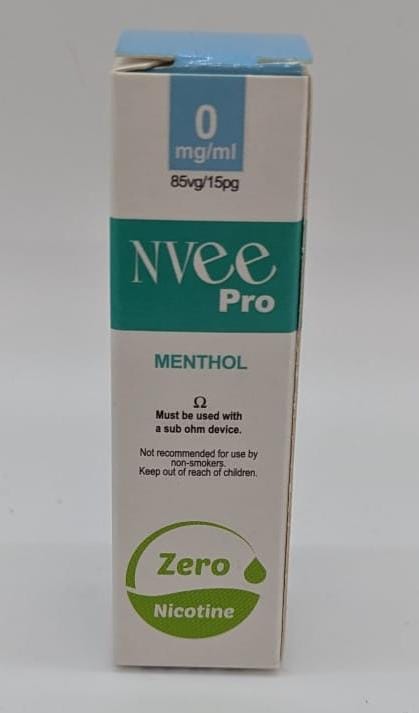 0
mg/ml
85vg/15pg
NVee
Pro
MENTHOL
Ω
Must be used with
a sub ohm device.
Not recommended for use by
non-smokers.
Keep out of reach of children.
Zero
Nicotine